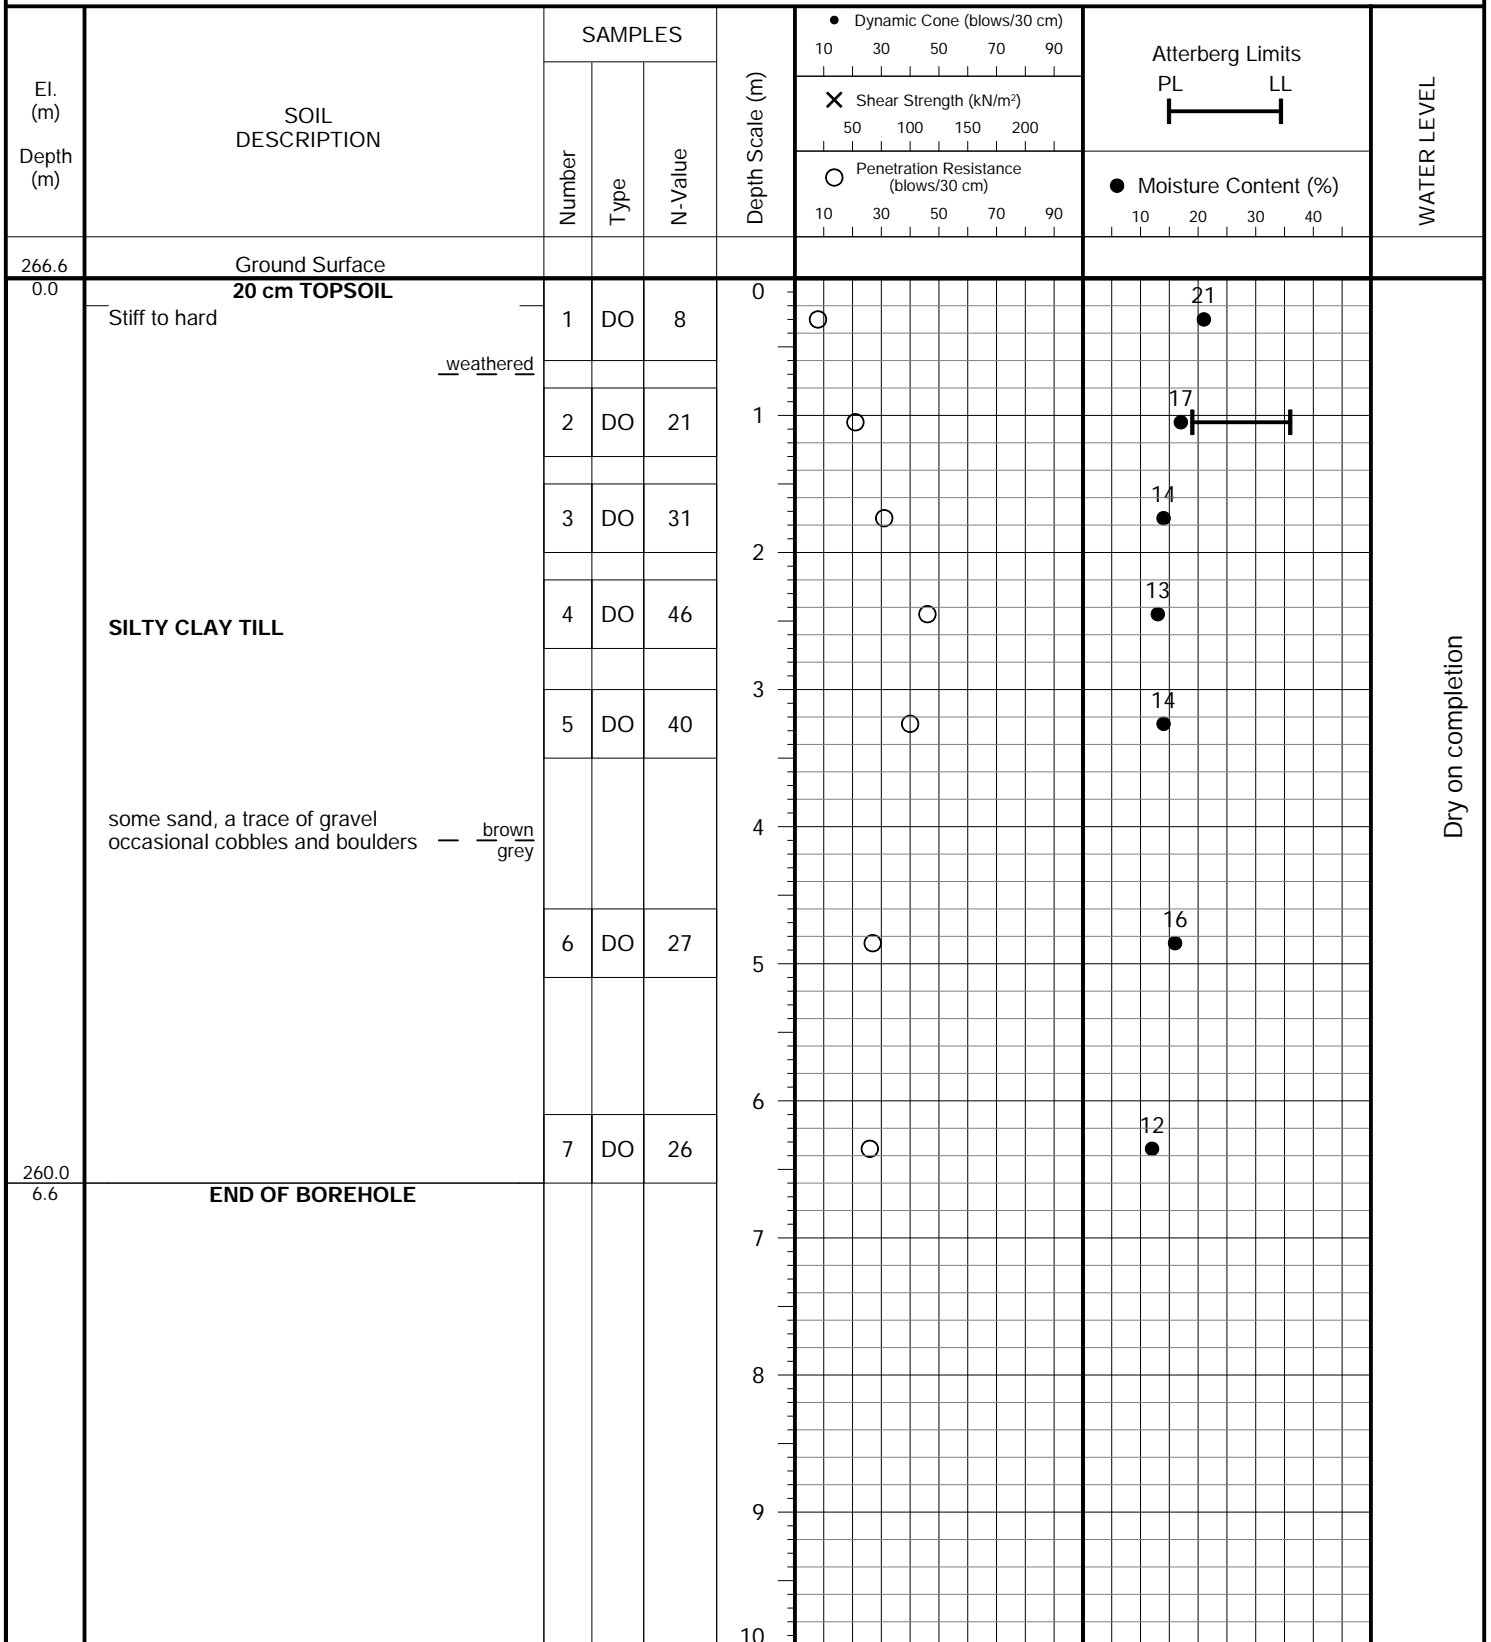 El.
(m)
Depth
(m)
SOIL
DESCRIPTION
SAMPLES
Number
Type
N-Value
Depth Scale (m)
Dynamic Cone (blows/30 cm)
10 30 50 70 90
Shear Strength (kN/m²)
50 100 150 200
Penetration Resistance
(blows/30 cm)
10 30 50 70 90
Atterberg Limits
PL LL
Moisture Content (%)
10 20 30 40
WATER LEVEL
266.6 Ground Surface
0.0 20 cm TOPSOIL 0 21
Stiff to hard 1 DO 8
weathered
17
2 DO 21 1
14
3 DO 31
2
13
4 DO 46
SILTY CLAY TILL
3
14
5 DO 40
some sand, a trace of gravel
occasional cobbles and boulders
brown
grey
4
16
6 DO 27
5
6
12
7 DO 26
260.0
6.6 END OF BOREHOLE
7
8
9
10
Dry on completion